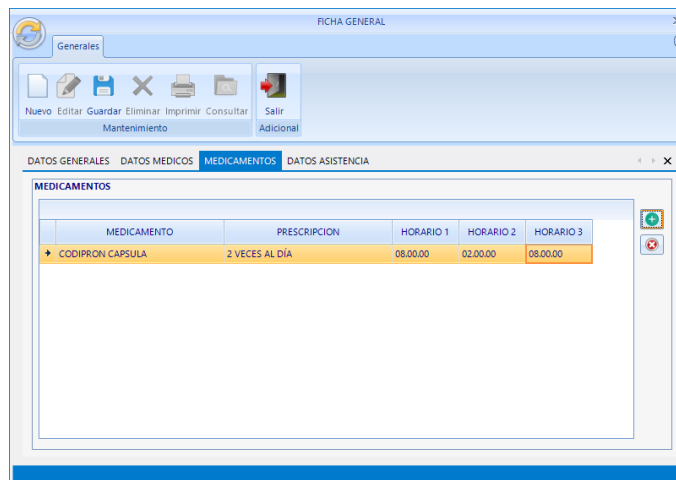 FICHA GENERAL
Generales
Nuevo Editar Guardar Eliminar Imprimir Consultar Salir
Mantenimiento Adicional
DATOS GENERALES DATOS MEDICOS MEDICAMENTOS DATOS ASISTENCIA
MEDICAMENTOS
MEDICAMENTO PRESCRIPCION HORARIO 1 HORARIO 2 HORARIO 3
CODIPRON CAPSULA 2 VECES AL DÍA 08.00.00 02.00.00 08.00.00